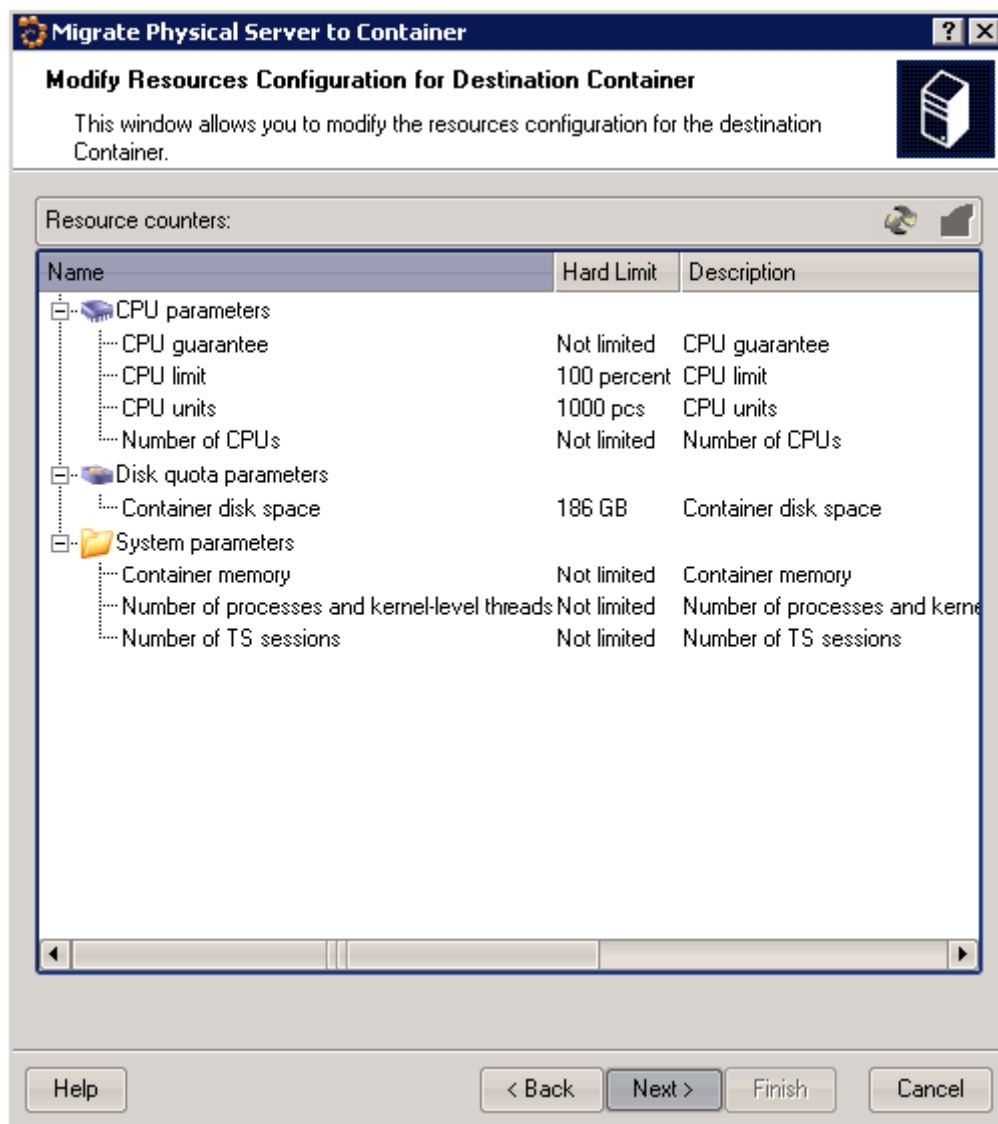 Migrate Physical Server to Container
Modify Resources Configuration for Destination Container
This window allows you to modify the resources configuration for the destination
Container.
Resource counters:
Name Hard Limit Description
CPU parameters
CPU guarantee Not limited CPU guarantee
CPU limit 100 percent CPU limit
CPU units 1000 pcs CPU units
Number of CPUs Not limited Number of CPUs
Disk quota parameters
Container disk space 186 GB Container disk space
System parameters
Container memory Not limited Container memory
Number of processes and kernel-level threads Not limited Number of processes and kerne
Number of TS sessions Not limited Number of TS sessions
Help < Back Next > Finish Cancel